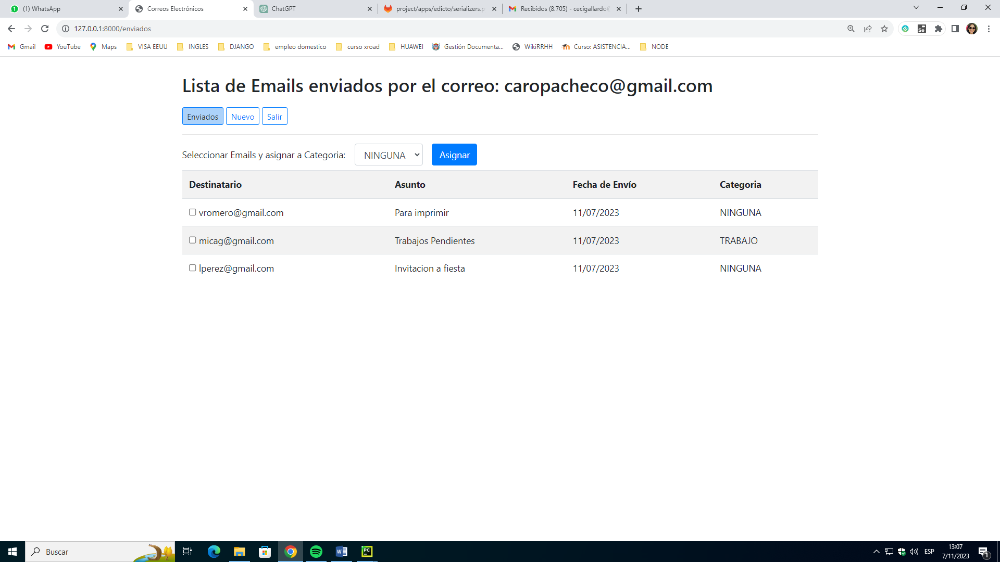 (1) WhatsApp
Correos Electrónicos
ChatGPT
project/apps/edicto/serializers.p
Recibidos (8.705) - cecigallardo
127.0.0.1:8000/enviados
Se
Gmail
YouTube
Maps
VISA EEUU
INGLES
DJANGO
empleo domestico
curso xroad
HUAWEI
Gestión Documenta...
WikiRRHH
Curso: ASISTENCIA...
NODE
Lista de Emails enviados por el correo: caropacheco@gmail.com
Enviados Nuevo Salir
Seleccionar Emails y asignar a Categoria: NINGUNA Asignar
Destinatario Asunto Fecha de Envío Categoria
vromero@gmail.com Para imprimir 11/07/2023 NINGUNA
micag@gmail.com Trabajos Pendientes 11/07/2023 TRABAJO
lperez@gmail.com Invitacion a fiesta 11/07/2023 NINGUNA
Buscar
PC
ESP
13:07
7/11/2023
1